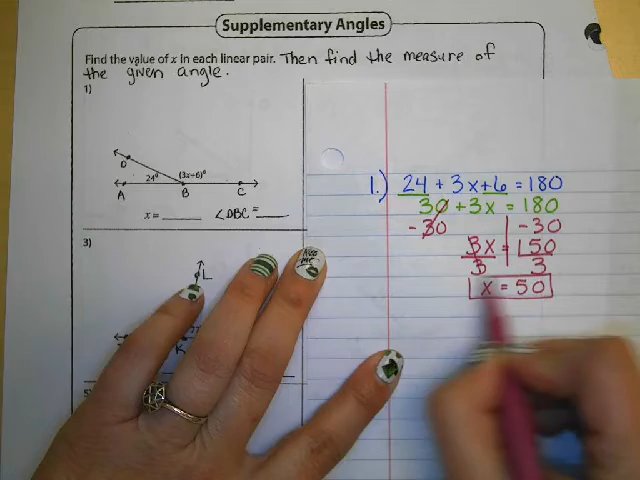 Supplementary Angles
Find the value of x in each linear pair. Then find the measure of
the given angle.
1)
D
24°
(3x+6)°
A
B
C
x = ____ ∠DBC = ____
3)
L
1.) 24 + 3x + 6 = 180
30 + 3x = 180
- 30 - 30
3x = 150
3 3
x = 50